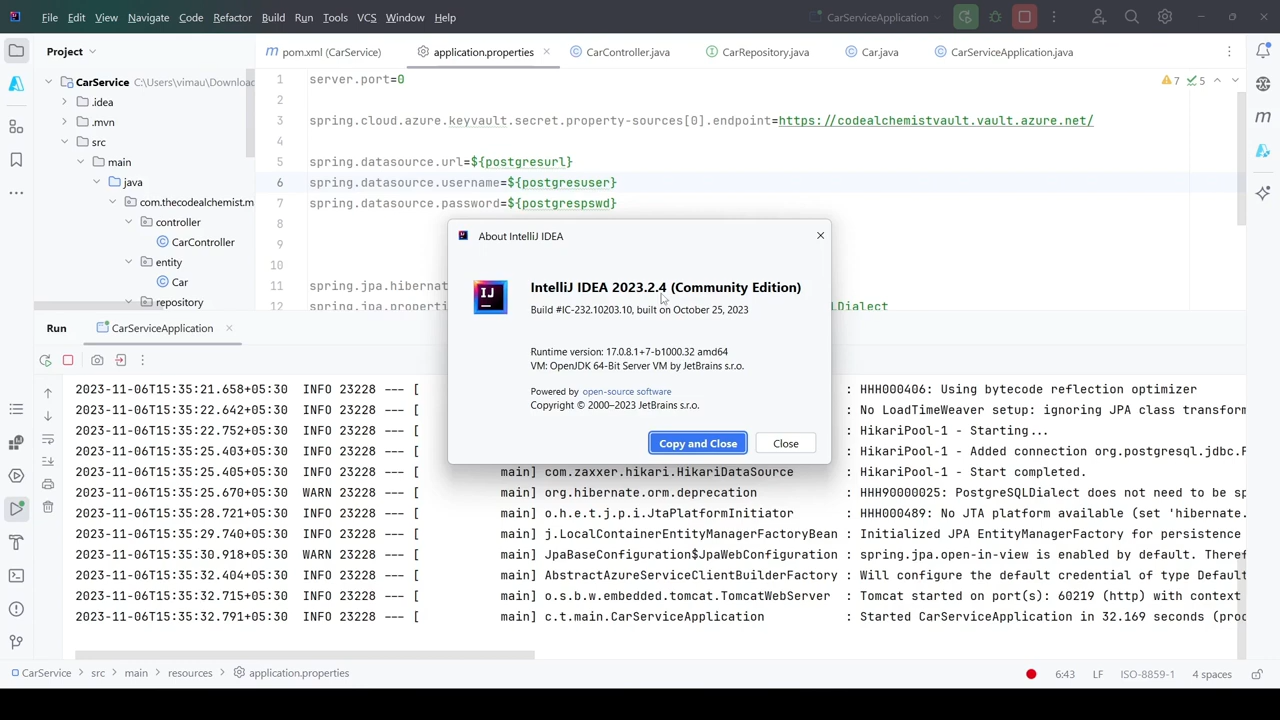 File Edit View Navigate Code Refactor Build Run Tools VCS Window Help CarServiceApplication
Project
pom.xml (CarService) application.properties CarController.java CarRepository.java Car.java CarServiceApplication.java
CarService C:\Users\vimau\Download
.idea
.mvn
src
main
java
com.thecodealchemist.m
controller
CarController
entity
Car
repository
1 server.port=0
2
3 spring.cloud.azure.keyvault.secret.property-sources[0].endpoint=https://codealchemistvault.vault.azure.net/
4
5 spring.datasource.url=${postgresurl}
6 spring.datasource.username=${postgresuser}
7 spring.datasource.password=${postgrespswd}
8
9
10
11 spring.jpa.hibernat
12 spring.jpa.properti
SQLDialect
7 5
About IntelliJ IDEA
IJ
IntelliJ IDEA 2023.2.4 (Community Edition)
Build #IC-232.10203.10, built on October 25, 2023
Runtime version: 17.0.8.1+7-b1000.32 amd64
VM: OpenJDK 64-Bit Server VM by JetBrains s.r.o.
Powered by open-source software
Copyright © 2000–2023 JetBrains s.r.o.
Copy and Close Close
Run CarServiceApplication
2023-11-06T15:35:21.658+05:30 INFO 23228 --- [ : HHH000406: Using bytecode reflection optimizer
2023-11-06T15:35:22.642+05:30 INFO 23228 --- [ : No LoadTimeWeaver setup: ignoring JPA class transform
2023-11-06T15:35:22.752+05:30 INFO 23228 --- [ : HikariPool-1 - Starting...
2023-11-06T15:35:25.403+05:30 INFO 23228 --- [ : HikariPool-1 - Added connection org.postgresql.jdbc.P
2023-11-06T15:35:25.405+05:30 INFO 23228 --- [ main] com.zaxxer.hikari.HikariDataSource : HikariPool-1 - Start completed.
2023-11-06T15:35:25.670+05:30 WARN 23228 --- [ main] org.hibernate.orm.deprecation : HHH90000025: PostgreSQLDialect does not need to be sp
2023-11-06T15:35:28.721+05:30 INFO 23228 --- [ main] o.h.e.t.j.p.i.JtaPlatformInitiator : HHH000489: No JTA platform available (set 'hibernate.
2023-11-06T15:35:29.740+05:30 INFO 23228 --- [ main] j.LocalContainerEntityManagerFactoryBean : Initialized JPA EntityManagerFactory for persistence
2023-11-06T15:35:30.918+05:30 WARN 23228 --- [ main] JpaBaseConfiguration$JpaWebConfiguration : spring.jpa.open-in-view is enabled by default. Theref
2023-11-06T15:35:32.404+05:30 INFO 23228 --- [ main] AbstractAzureServiceClientBuilderFactory : Will configure the default credential of type Default
2023-11-06T15:35:32.715+05:30 INFO 23228 --- [ main] o.s.b.w.embedded.tomcat.TomcatWebServer : Tomcat started on port(s): 60219 (http) with context
2023-11-06T15:35:32.791+05:30 INFO 23228 --- [ main] c.t.main.CarServiceApplication : Started CarServiceApplication in 32.169 seconds (proc
CarService > src > main > resources > application.properties 6:43 LF ISO-8859-1 4 spaces